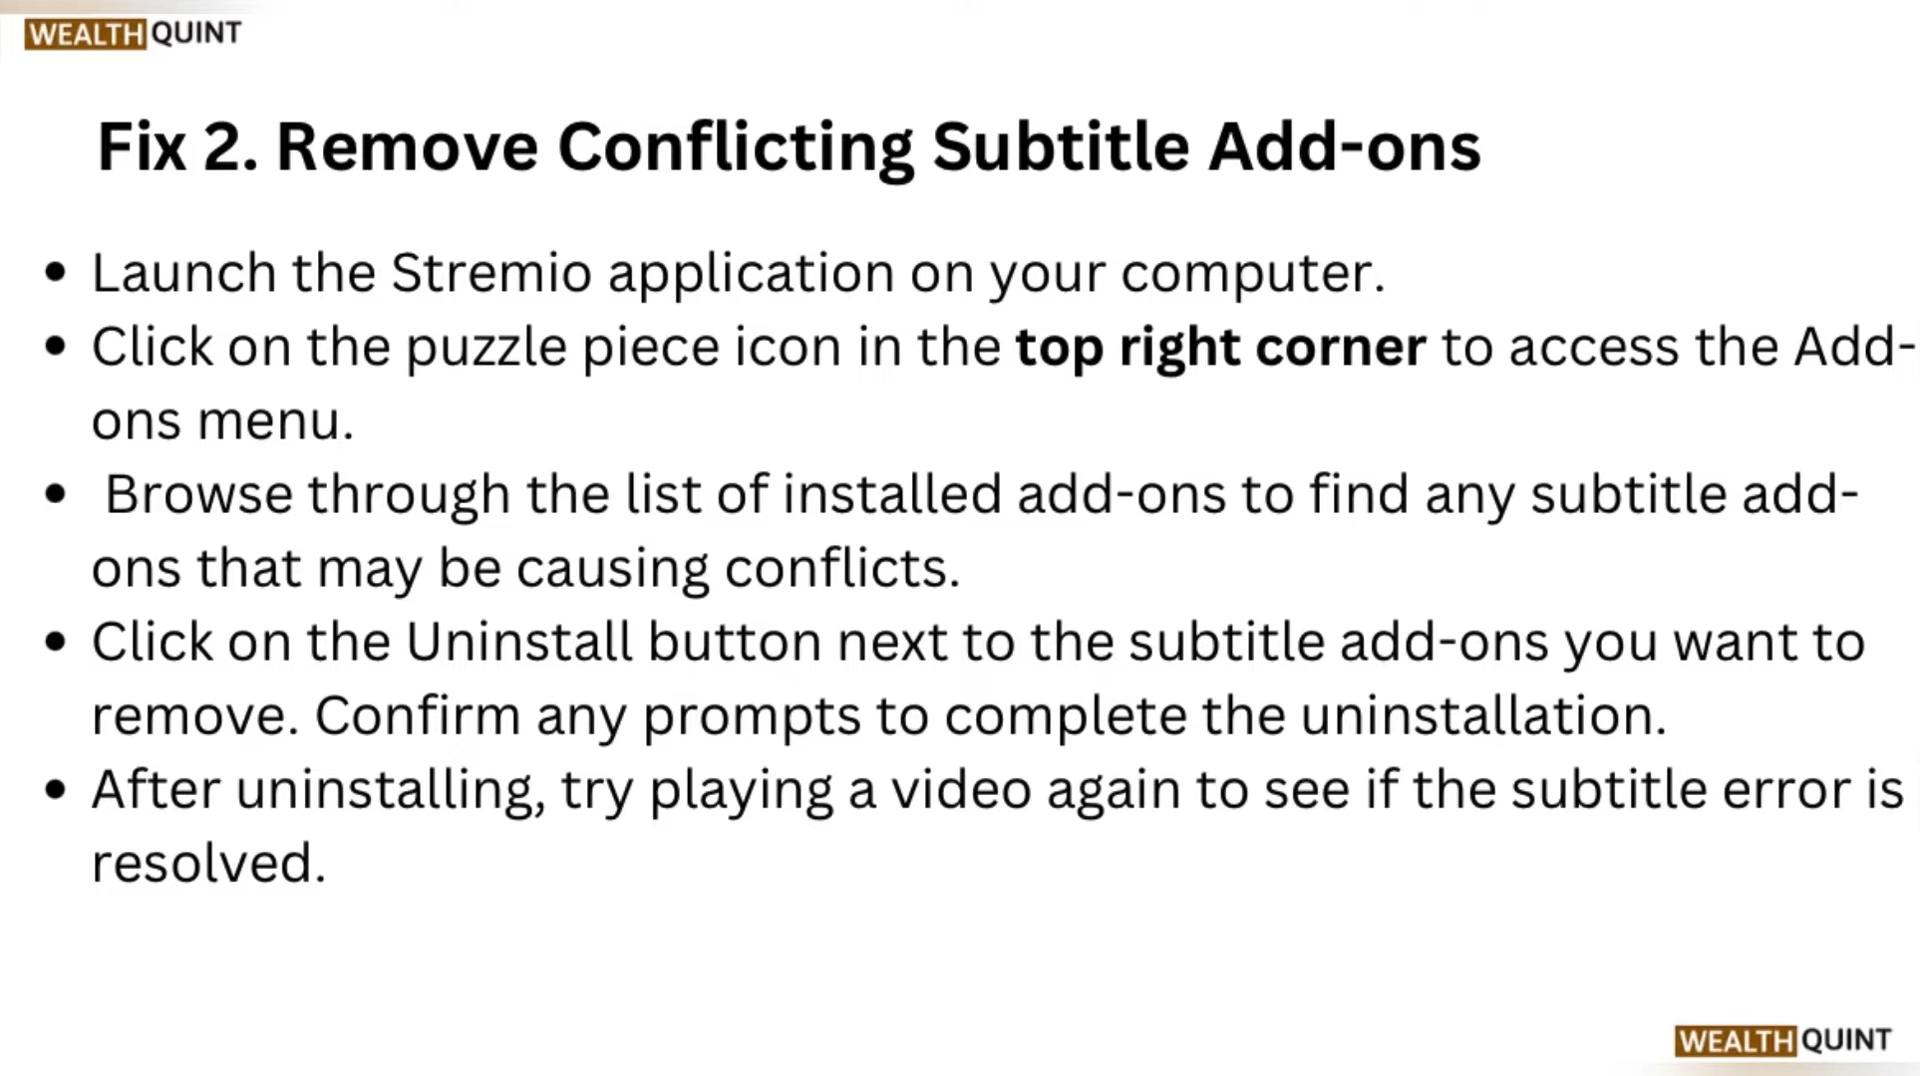 WEALTH QUINT
Fix 2. Remove Conflicting Subtitle Add-ons
• Launch the Stremio application on your computer.
• Click on the puzzle piece icon in the top right corner to access the Add-
ons menu.
• Browse through the list of installed add-ons to find any subtitle add-
ons that may be causing conflicts.
• Click on the Uninstall button next to the subtitle add-ons you want to
remove. Confirm any prompts to complete the uninstallation.
• After uninstalling, try playing a video again to see if the subtitle error is
resolved.
WEALTH QUINT